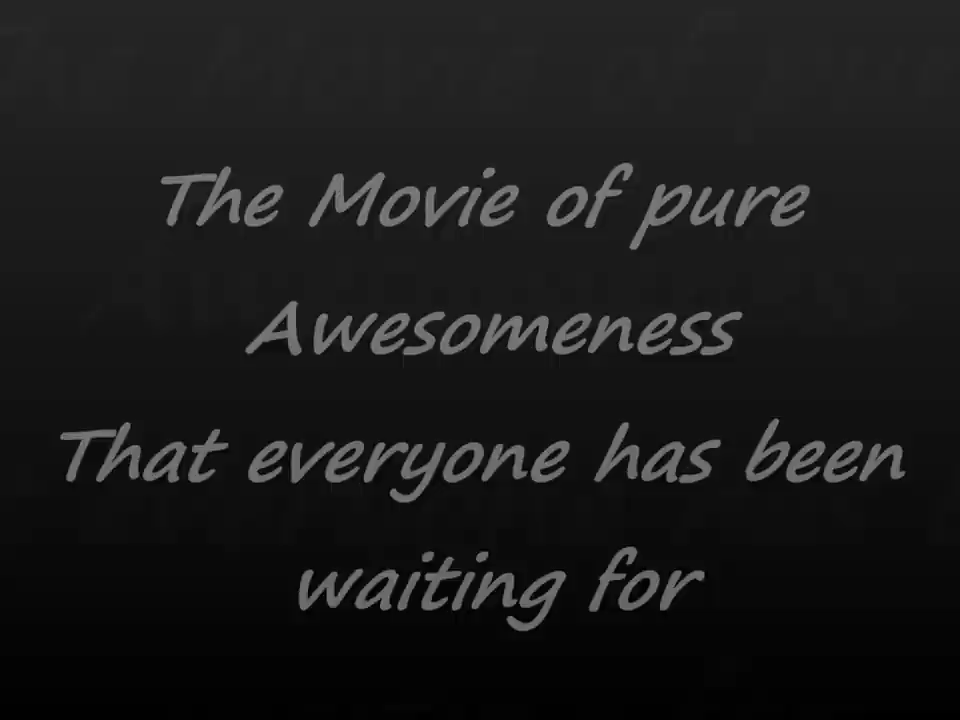 The Movie of pure
Awesomeness
That everyone has been
waiting for